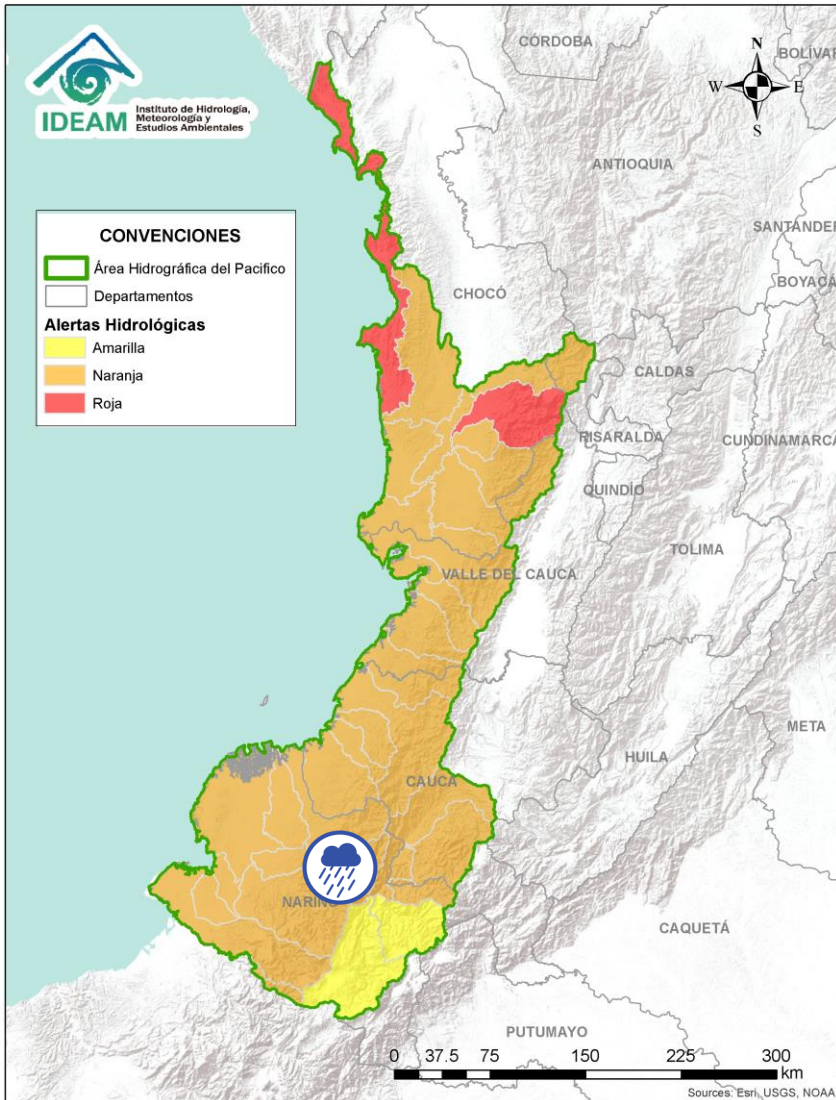 IDEAM
Instituto de Hidrología,
Meteorología y
Estudios Ambientales
CÓRDOBA
BOLÍVAR
N
W
E
S
ANTIOQUIA
SANTANDER
BOYACÁ
CONVENCIONES
Área Hidrográfica del Pacifico
Departamentos
Alertas Hidrológicas
Amarilla
Naranja
Roja
CHOCÓ
CALDAS
RISARALDA
CUNDINAMARCA
QUINDÍO
TOLIMA
VALLE DEL CAUCA
META
HUILA
CAUCA
NARIÑO
CAQUETÁ
PUTUMAYO
0 37.5 75 150 225 300
km
Sources: Esri, USGS, NOAA